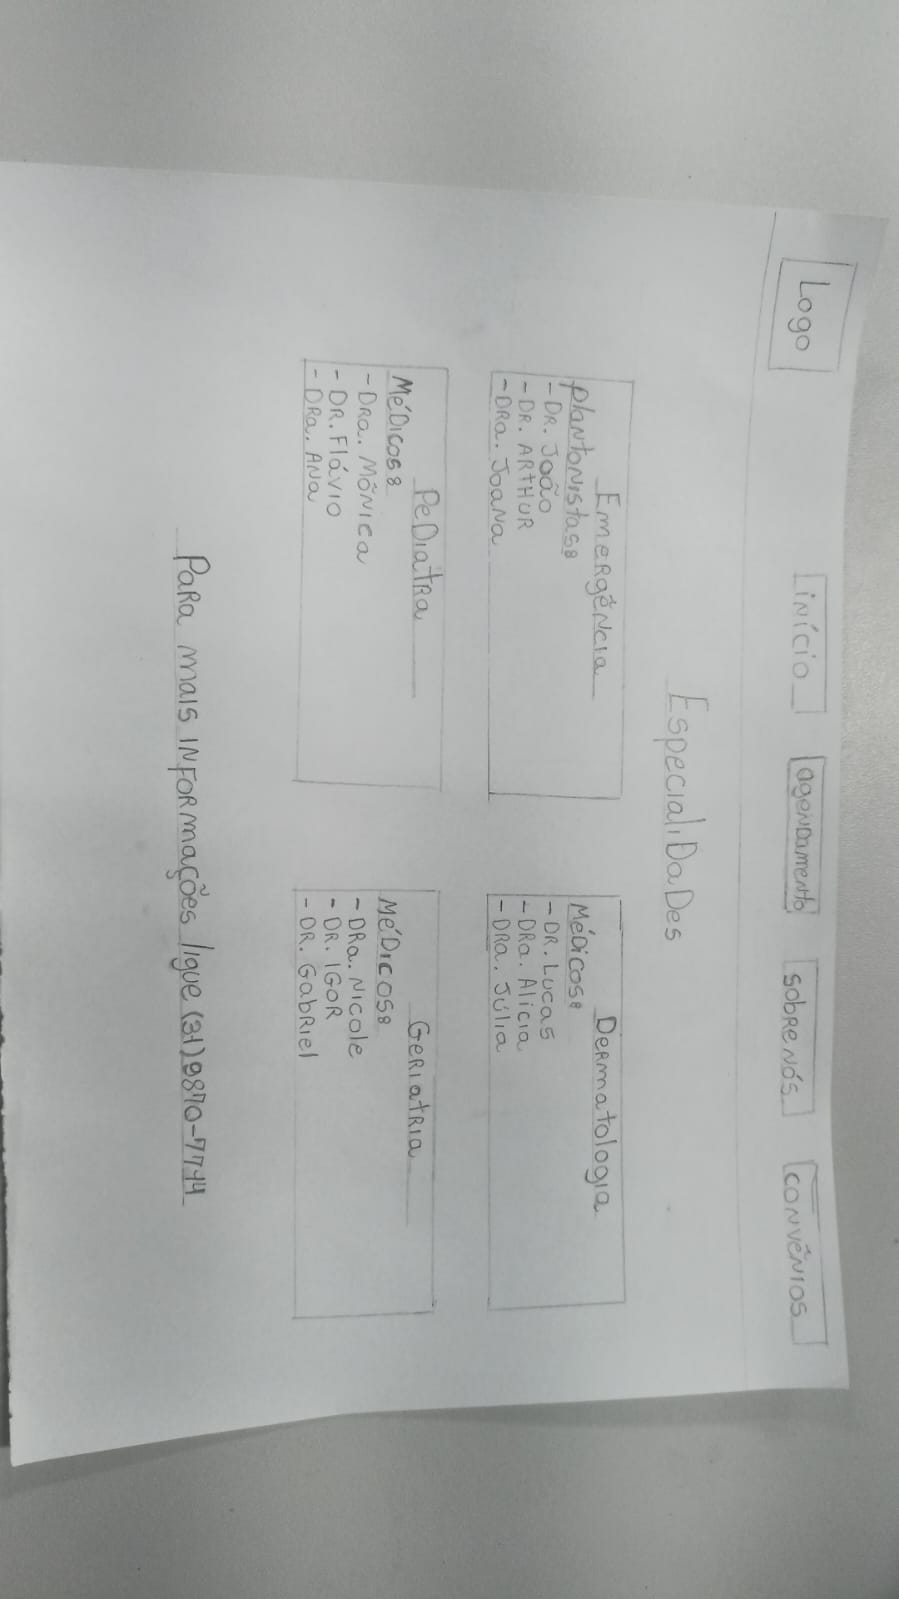 Logo
início
agendamento
sobre nós
convênios
Especialidades
Emergência
Plantonistas:
- DR. João
- DR. ARTHUR
- DRa. Joana
Dermatologia
Médicos:
- DR. Lucas
- DRa. Alicia
- DRa. Júlia
Pediatra
Médicos:
- DRa. Mônica
- DR. Flávio
- DRa. Ana
Geriatria
Médicos:
- DRa. Nicole
- DR. IGOR
- DR. Gabriel
Para mais informações ligue (31)9870-7744